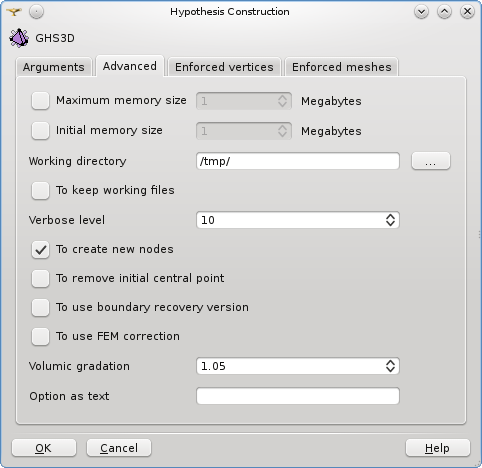 Hypothesis Construction
GHS3D
Arguments Advanced Enforced vertices Enforced meshes
Maximum memory size 1 Megabytes
Initial memory size 1 Megabytes
Working directory /tmp/ ...
To keep working files
Verbose level 10
To create new nodes
To remove initial central point
To use boundary recovery version
To use FEM correction
Volumic gradation 1.05
Option as text
OK Cancel Help